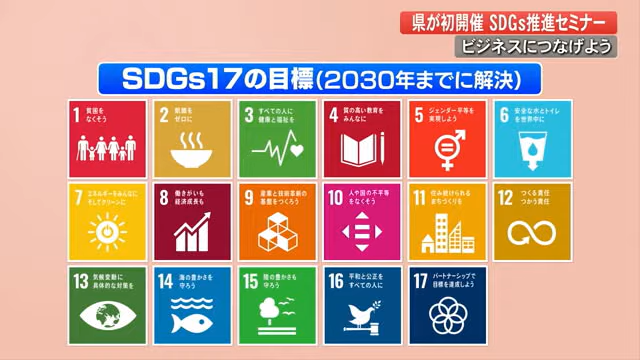 県が初開催 SDGs推進セミナー
ビジネスにつなげよう
SDGs17の目標(2030年までに解決)
1 貧困を
なくそう
2 飢餓を
ゼロに
3 すべての人に
健康と福祉を
4 質の高い教育を
みんなに
5 ジェンダー平等を
実現しよう
6 安全な水とトイレ
を世界中に
7 エネルギーをみんなに
そしてクリーンに
8 働きがいも
経済成長も
9 産業と技術革新の
基盤をつくろう
10 人や国の不平等
をなくそう
11 住み続けられる
まちづくりを
12 つくる責任
つかう責任
13 気候変動に
具体的な対策を
14 海の豊かさを
守ろう
15 陸の豊かさも
守ろう
16 平和と公正を
すべての人に
17 パートナーシップで
目標を達成しよう